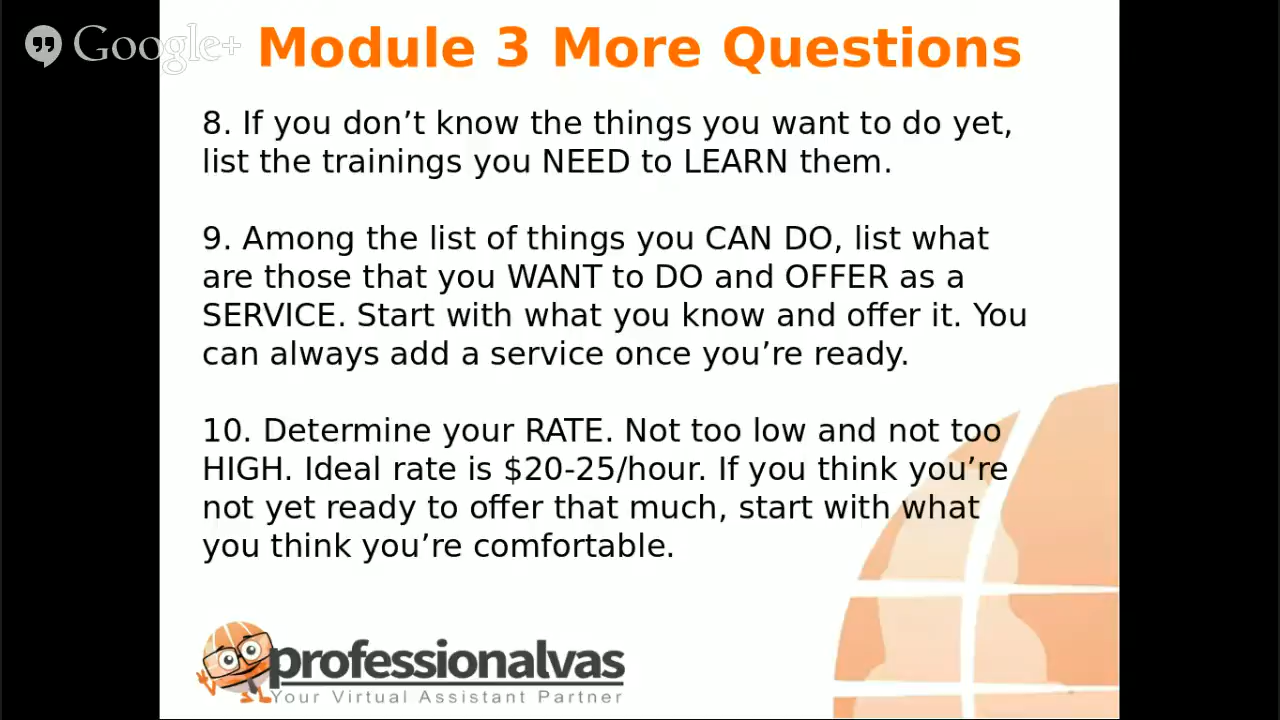 Google+
Module 3 More Questions
8. If you don’t know the things you want to do yet,
list the trainings you NEED to LEARN them.
9. Among the list of things you CAN DO, list what
are those that you WANT to DO and OFFER as a
SERVICE. Start with what you know and offer it. You
can always add a service once you’re ready.
10. Determine your RATE. Not too low and not too
HIGH. Ideal rate is $20-25/hour. If you think you’re
not yet ready to offer that much, start with what
you think you’re comfortable.
professionalvas
Your Virtual Assistant Partner